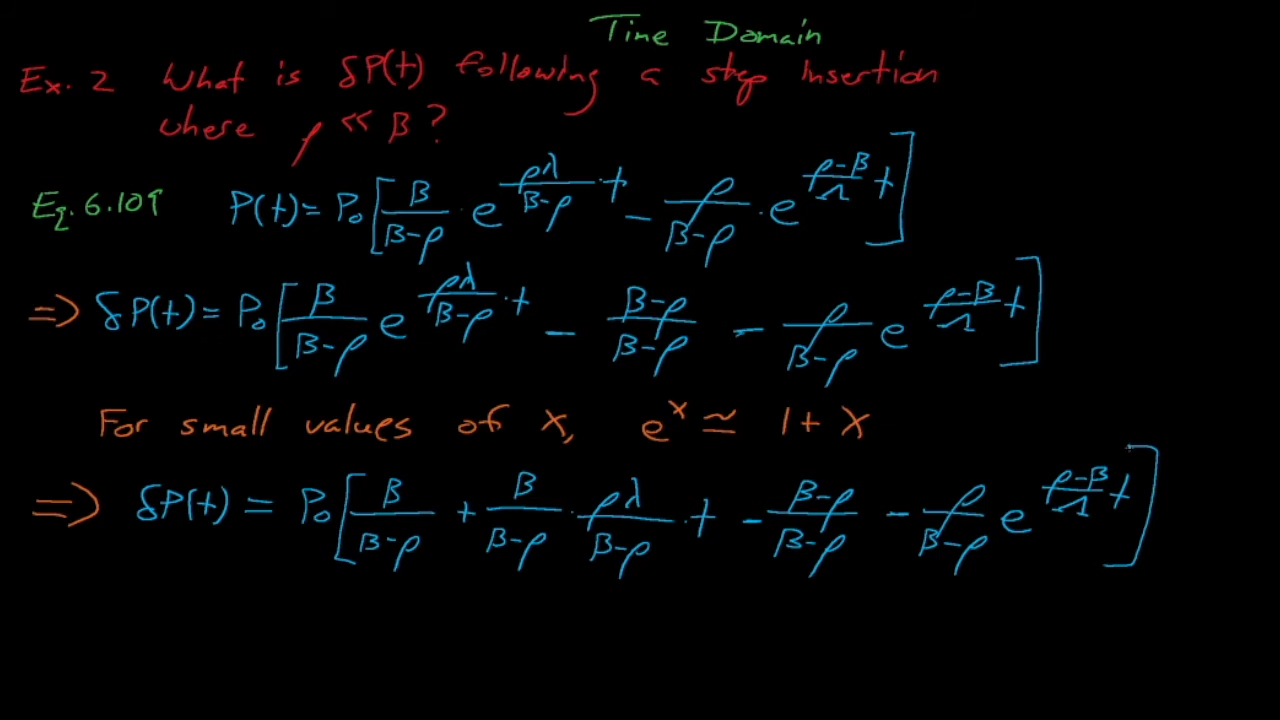 Time Domain
Ex. 2 What is δP(t) following a step insertion
where ρ << β?
Eq. 6.109 P(t) = P₀[β/(β-ρ) · e^((ρλ/(β-ρ))·t) - ρ/(β-ρ) · e^(((ρ-β)/Λ)t)]
=> δP(t) = P₀[β/(β-ρ) e^((ρλ/(β-ρ))·t) - (β-ρ)/(β-ρ) - ρ/(β-ρ) e^(((ρ-β)/Λ)t)]
For small values of x, e^x ≃ 1 + x
=> δP(t) = P₀[β/(β-ρ) + β/(β-ρ) · ρλ/(β-ρ) · t - (β-ρ)/(β-ρ) - ρ/(β-ρ) e^(((ρ-β)/Λ)t)]